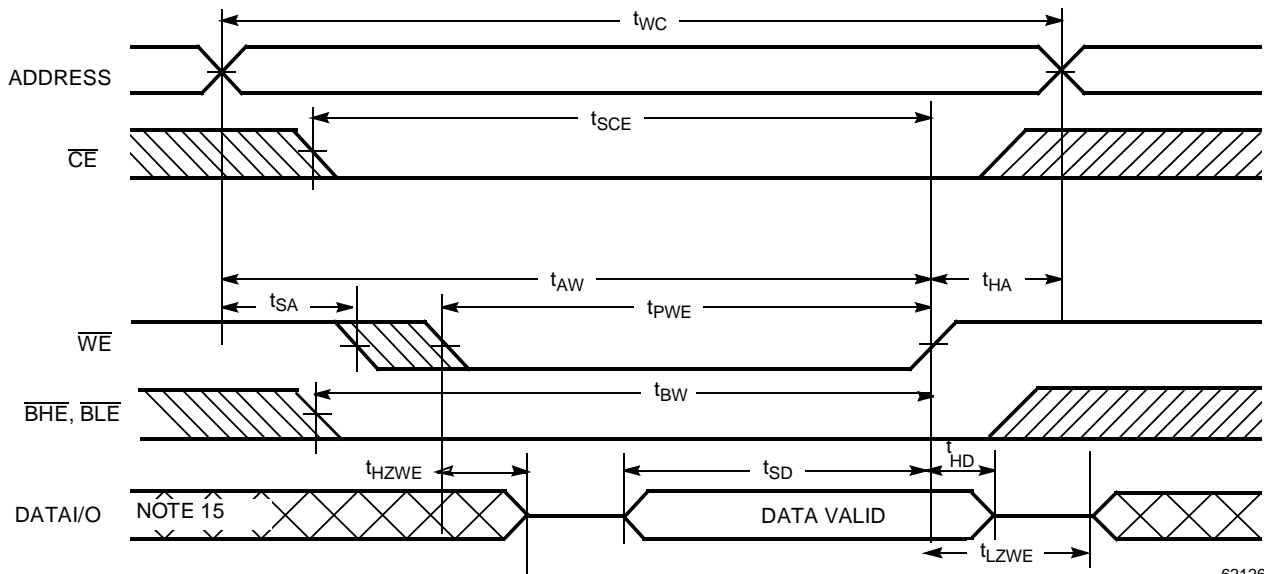 tWC
ADDRESS
tSCE
CE
tAW
tHA
tSA
tPWE
WE
tBW
BHE, BLE
tHZWE
tSD
tHD
DATAI/O
NOTE 15
DATA VALID
tLZWE